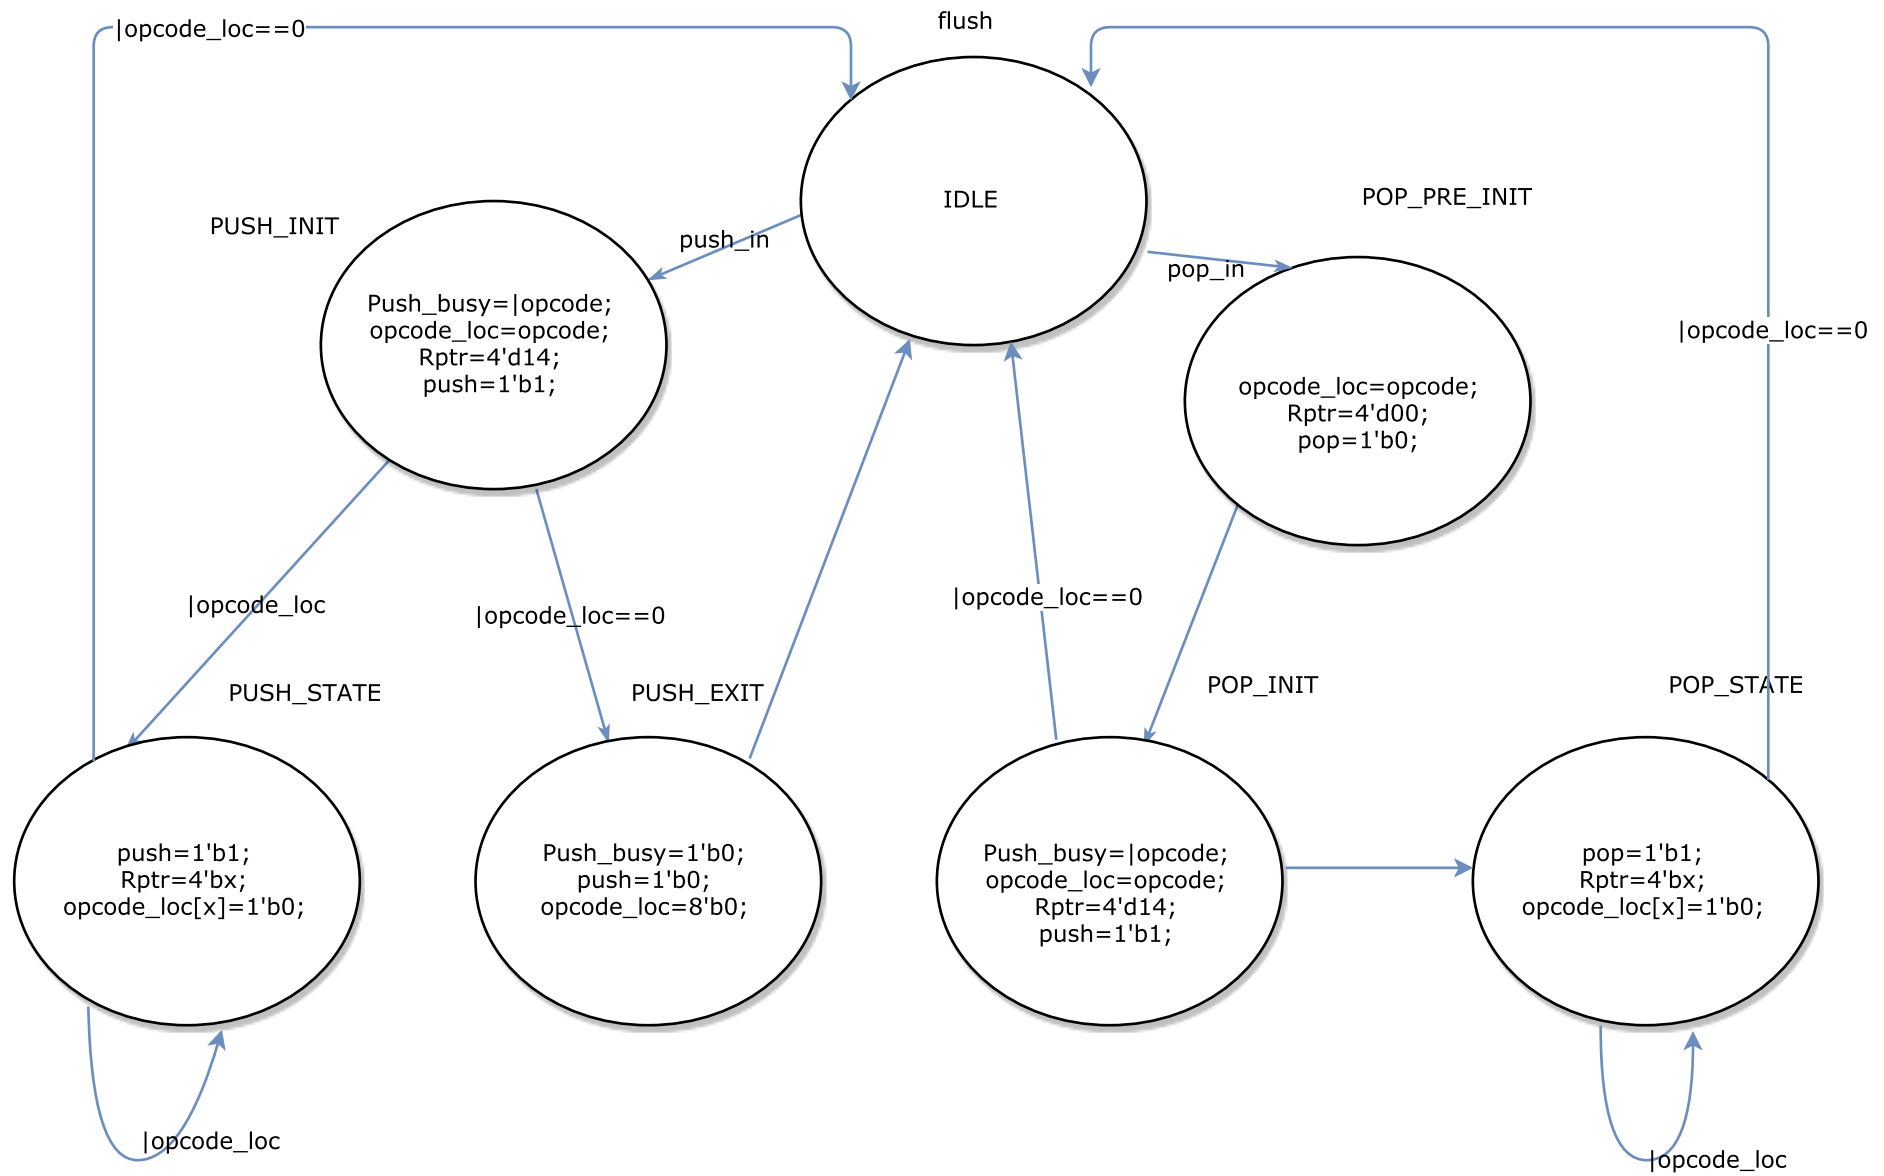 |opcode_loc==0
flush
IDLE
POP_PRE_INIT
PUSH_INIT
push_in
pop_in
Push_busy=|opcode;
opcode_loc=opcode;
Rptr=4'd14;
push=1'b1;
|opcode_loc==0
opcode_loc=opcode;
Rptr=4'd00;
pop=1'b0;
|opcode_loc
|opcode_loc==0
|opcode_loc==0
PUSH_STATE
PUSH_EXIT
POP_INIT
POP_STATE
push=1'b1;
Rptr=4'bx;
opcode_loc[x]=1'b0;
Push_busy=1'b0;
push=1'b0;
opcode_loc=8'b0;
Push_busy=|opcode;
opcode_loc=opcode;
Rptr=4'd14;
push=1'b1;
pop=1'b1;
Rptr=4'bx;
opcode_loc[x]=1'b0;
|opcode_loc
|opcode_loc